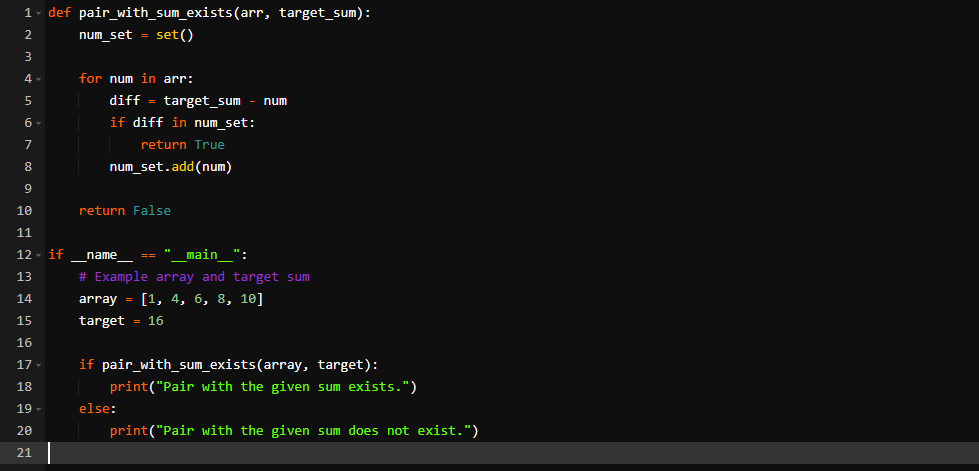 1 def pair_with_sum_exists(arr, target_sum):
2     num_set = set()
3
4     for num in arr:
5         diff = target_sum - num
6         if diff in num_set:
7             return True
8         num_set.add(num)
9
10     return False
11
12 if __name__ == "__main__":
13     # Example array and target sum
14     array = [1, 4, 6, 8, 10]
15     target = 16
16
17     if pair_with_sum_exists(array, target):
18         print("Pair with the given sum exists.")
19     else:
20         print("Pair with the given sum does not exist.")
21